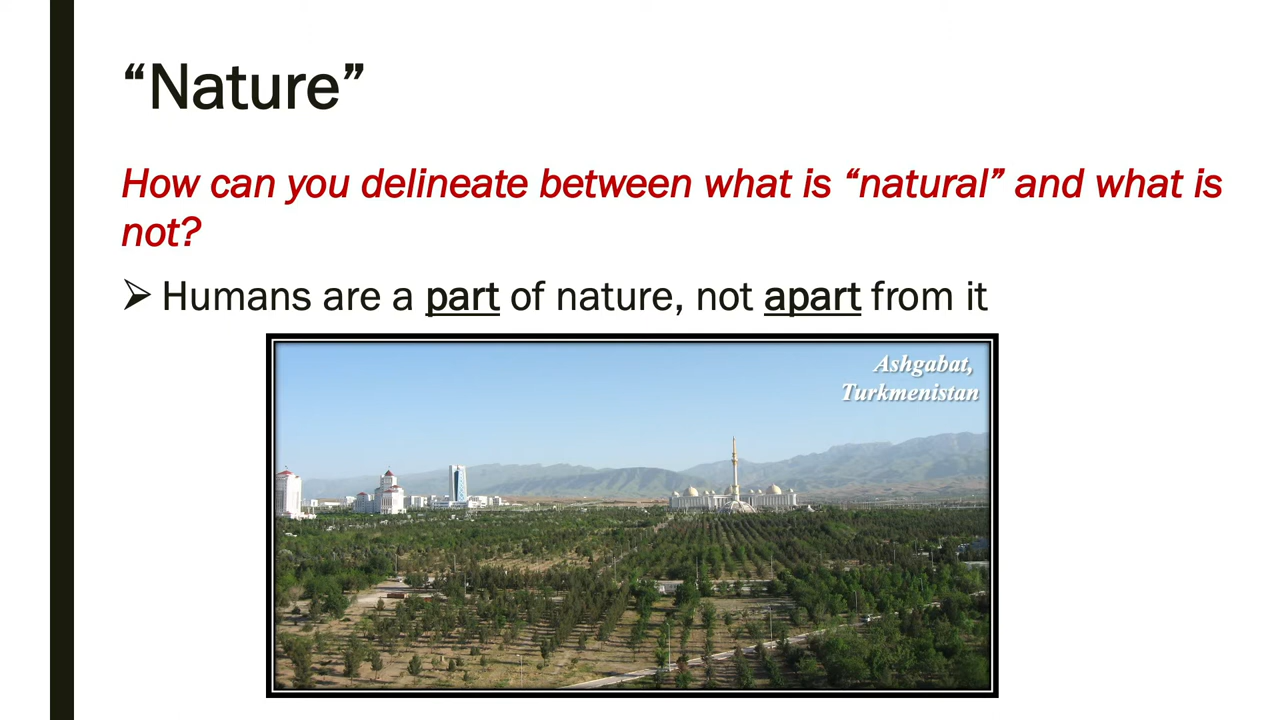 “Nature”
How can you delineate between what is “natural” and what is
not?
➢ Humans are a part of nature, not apart from it
Ashgabat,
Turkmenistan